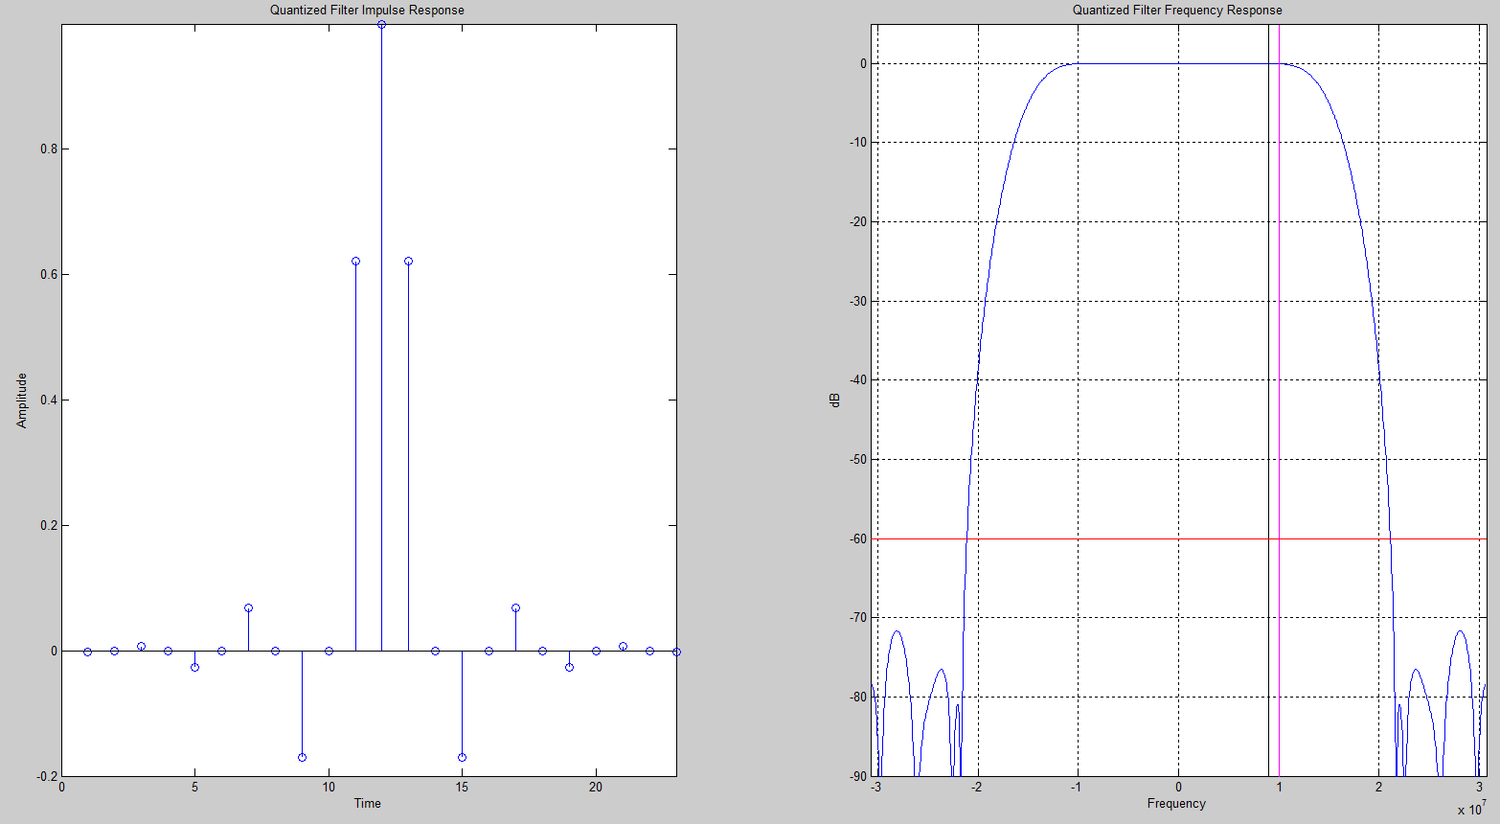 Quantized Filter Impulse Response
0.8
0.6
0.4
0.2
0
-0.2
Amplitude
0 5 10 15 20
Time
Quantized Filter Frequency Response
0
-10
-20
-30
-40
-50
-60
-70
-80
-90
dB
-3 -2 -1 0 1 2 3
Frequency
x 10⁷